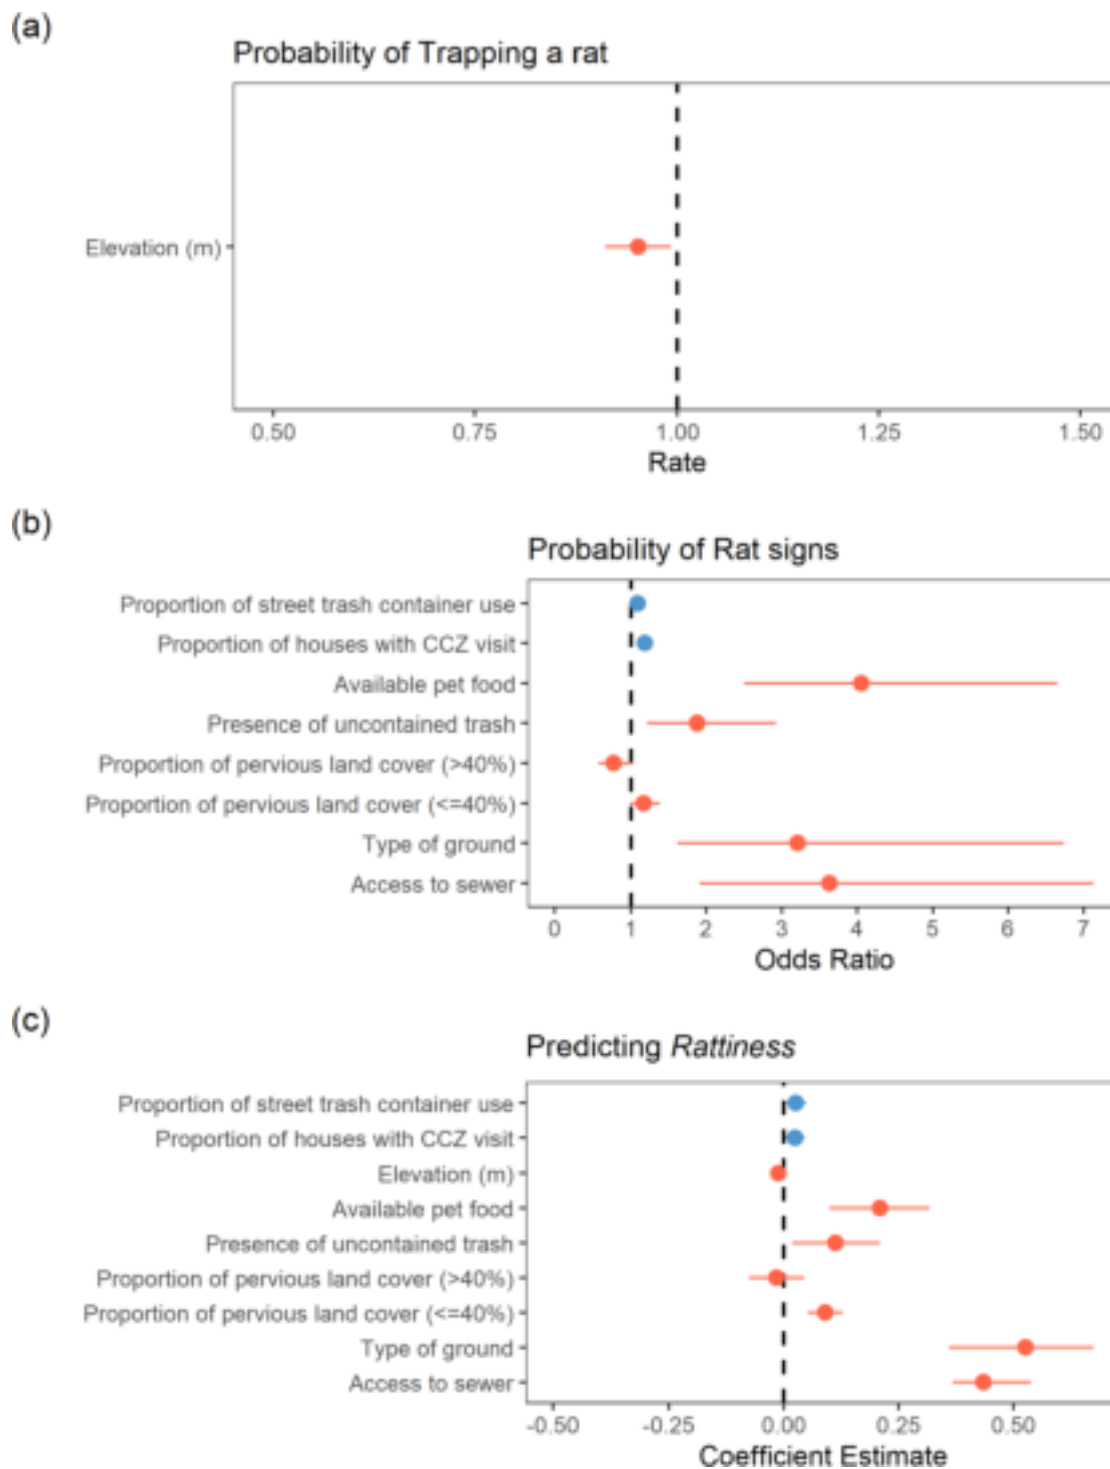 (a)
Probability of Trapping a rat
Elevation (m)
0.50 0.75 1.00 1.25 1.50
Rate
(b)
Probability of Rat signs
Proportion of street trash container use
Proportion of houses with CCZ visit
Available pet food
Presence of uncontained trash
Proportion of pervious land cover (>40%)
Proportion of pervious land cover (<=40%)
Type of ground
Access to sewer
0 1 2 3 4 5 6 7
Odds Ratio
(c)
Predicting Rattiness
Proportion of street trash container use
Proportion of houses with CCZ visit
Elevation (m)
Available pet food
Presence of uncontained trash
Proportion of pervious land cover (>40%)
Proportion of pervious land cover (<=40%)
Type of ground
Access to sewer
-0.50 -0.25 0.00 0.25 0.50
Coefficient Estimate